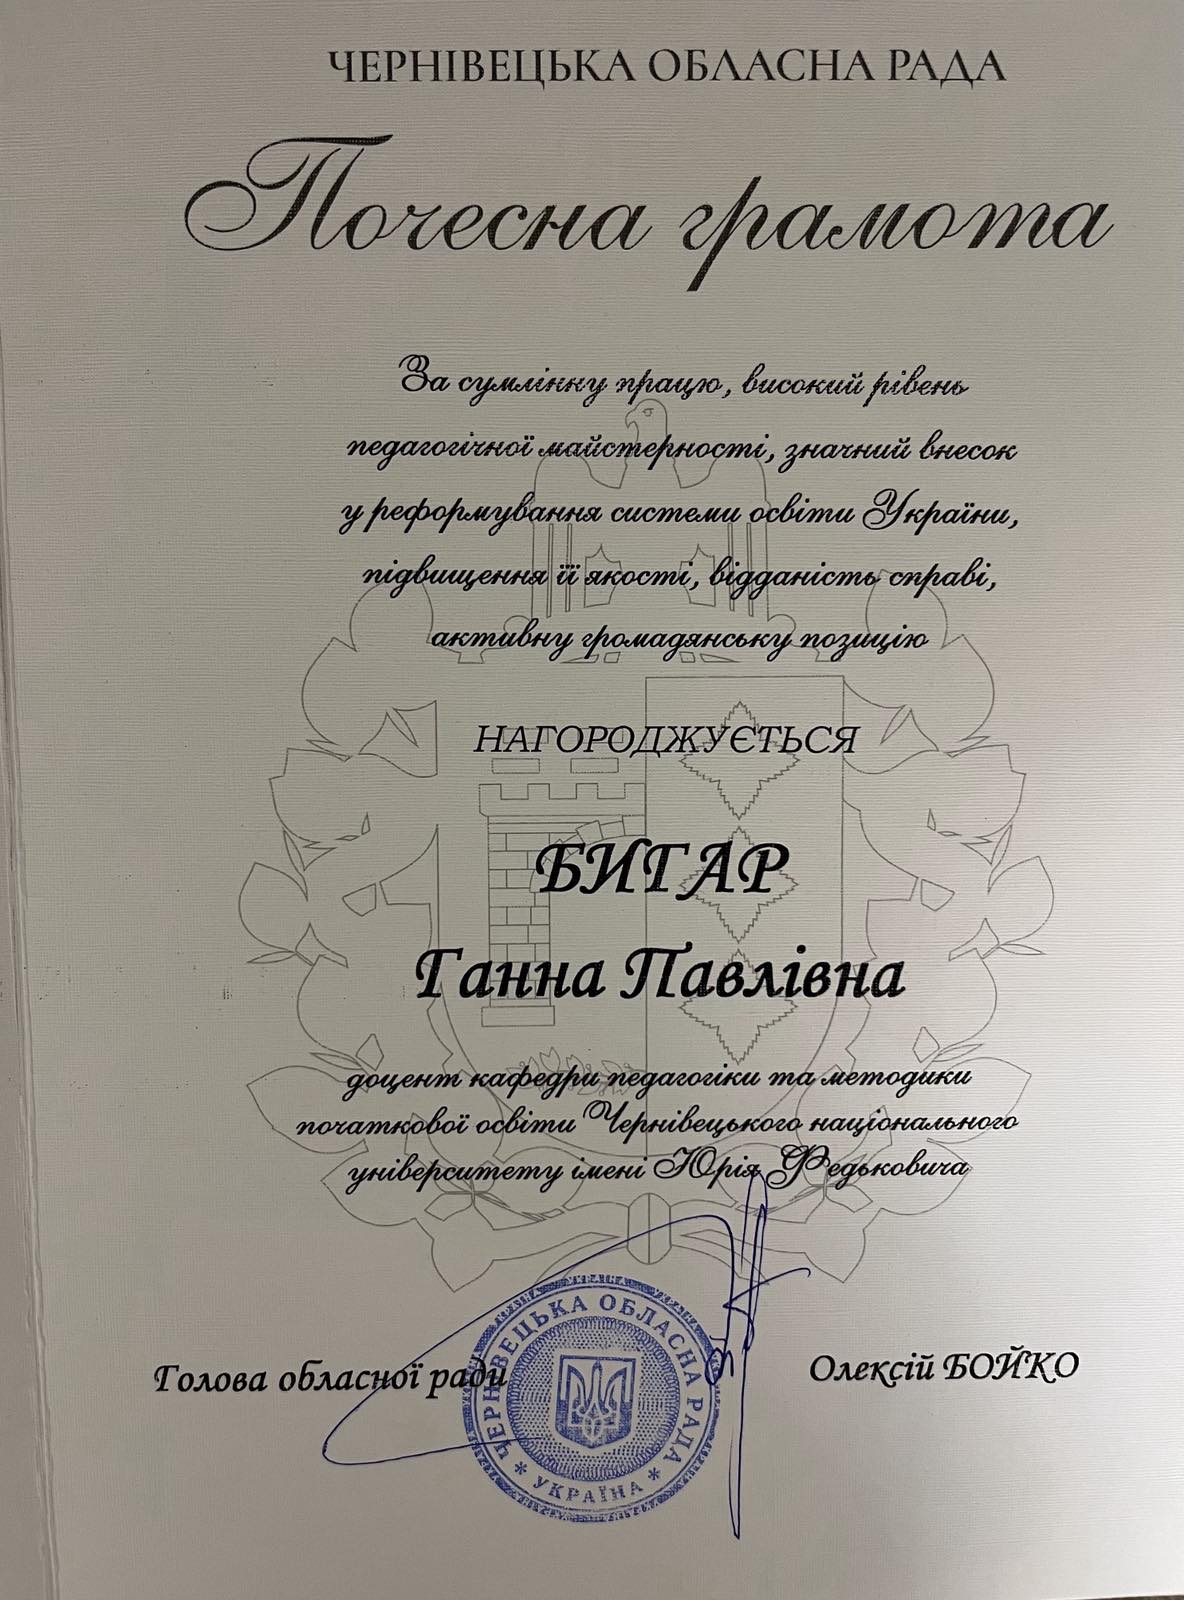 ЧЕРНІВЕЦЬКА ОБЛАСНА РАДА
Почесна грамота
За сумлінну працю, високий рівень
педагогічної майстерності, значний внесок
у реформування системи освіти України,
підвищення її якості, відданість справі,
активну громадянську позицію
НАГОРОДЖУЄТЬСЯ
БИГАР
Ганна Павлівна
доцент кафедри педагогіки та методики
початкової освіти Чернівецького національного
університету імені Юрія Федьковича
Голова обласної ради
Олексій БОЙКО
ЧЕРНІВЕЦЬКА ОБЛАСНА РАДА
* УКРАЇНА *